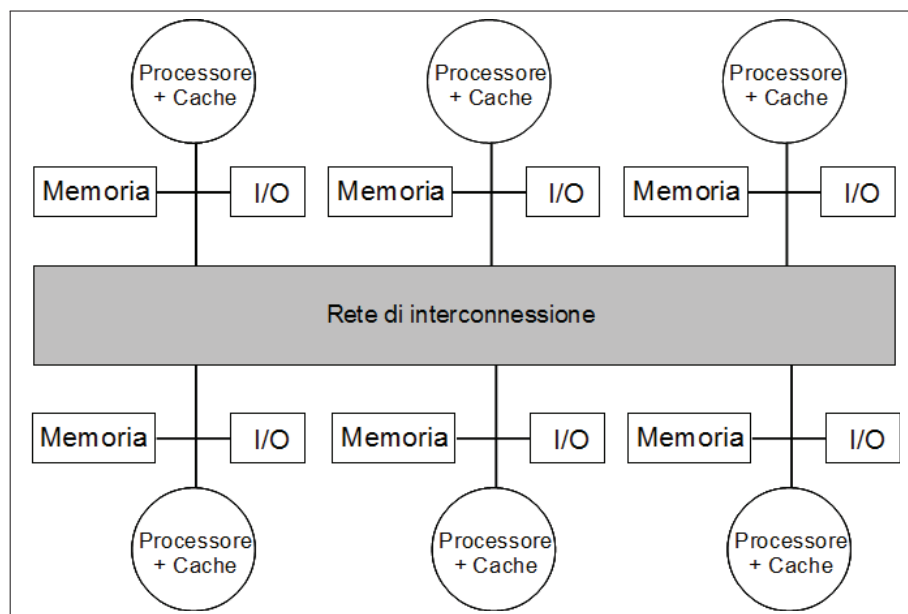 Processore
+ Cache
Processore
+ Cache
Processore
+ Cache
Memoria
I/O
Memoria
I/O
Memoria
I/O
Rete di interconnessione
Memoria
I/O
Memoria
I/O
Memoria
I/O
Processore
+ Cache
Processore
+ Cache
Processore
+ Cache